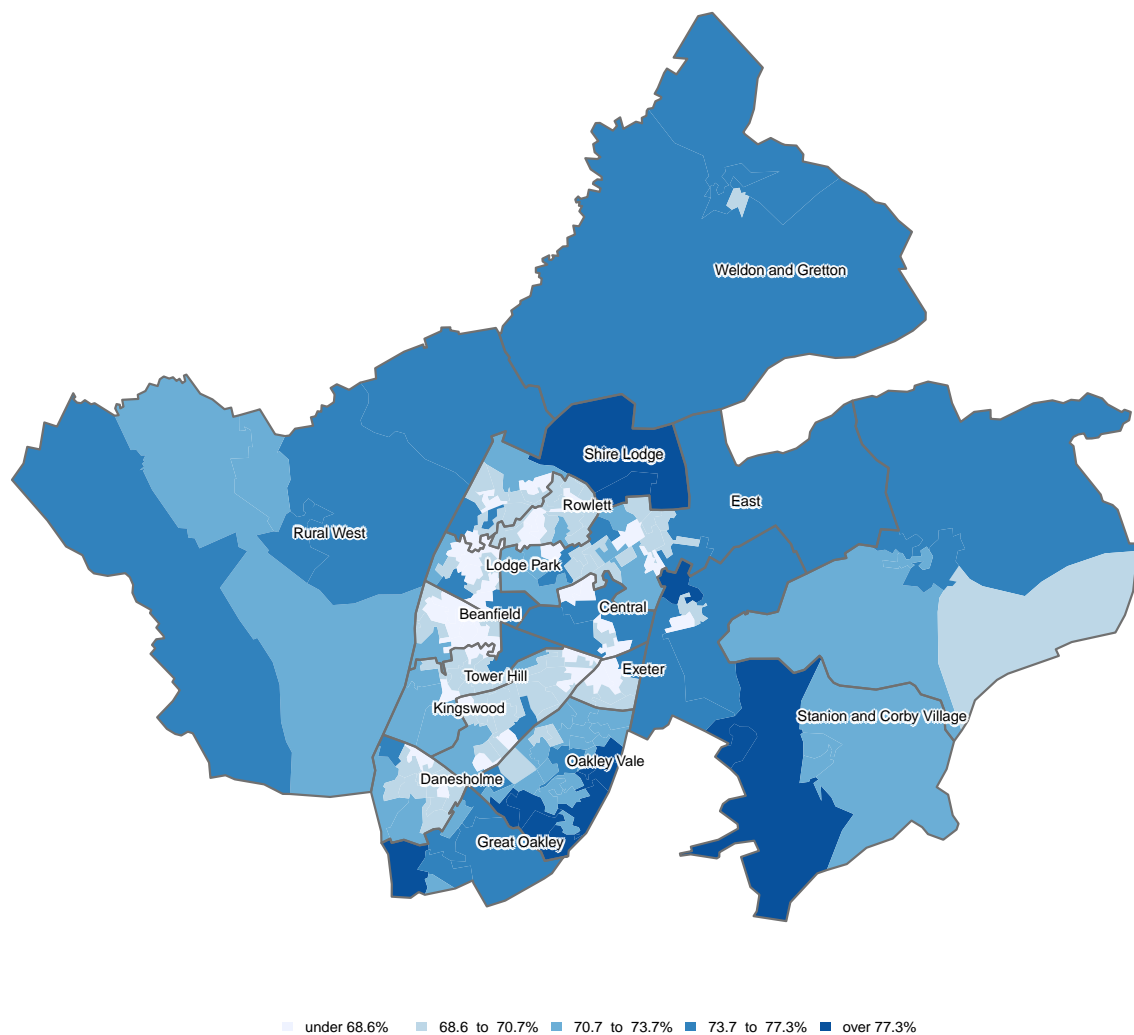 Weldon and Gretton
Shire Lodge
East
Rowlett
Rural West
Lodge Park
Central
Beanfield
Exeter
Tower Hill
Kingswood
Stanion and Corby Village
Oakley Vale
Danesholme
Great Oakley
under 68.6% 68.6 to 70.7% 70.7 to 73.7% 73.7 to 77.3% over 77.3%